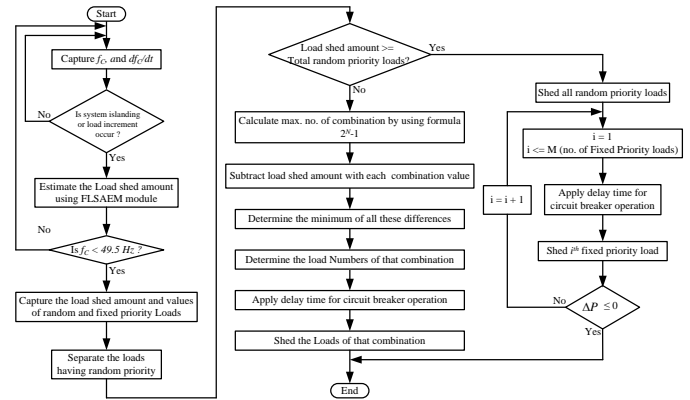 Start
Capture fC, and dfC/dt
Is system islanding
or load increment
occur ?
No
Yes
Estimate the Load shed amount
using FLSAEM module
No
Is fC < 49.5 Hz ?
Yes
Capture the load shed amount and values
of random and fixed priority Loads
Separate the loads
having random priority
Load shed amount >=
Total random priority loads?
Yes
No
Calculate max. no. of combination by using formula
2^N-1
Subtract load shed amount with each combination value
Determine the minimum of all these differences
Determine the load Numbers of that combination
Apply delay time for circuit breaker operation
Shed the Loads of that combination
End
Shed all random priority loads
i = 1
i <= M (no. of Fixed Priority loads)
i = i + 1
Apply delay time for
circuit breaker operation
Shed i^th fixed priority load
No
ΔP ≤ 0
Yes